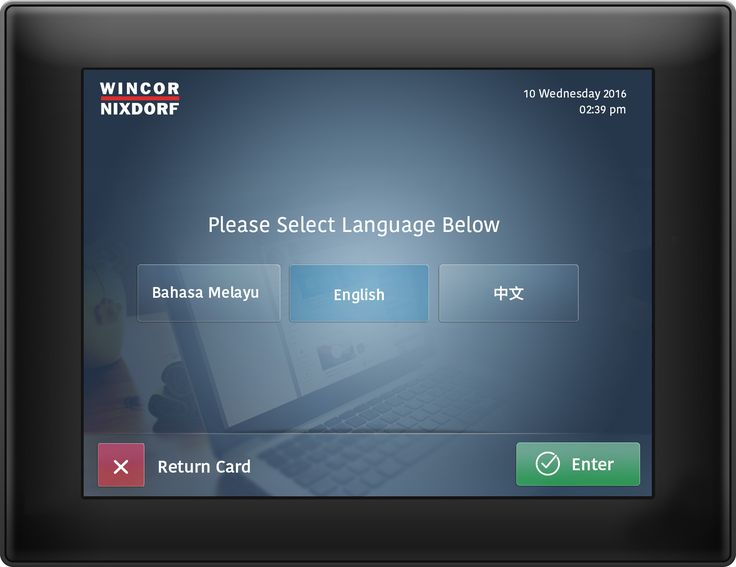 WINCOR
NIXDORF
10 Wednesday 2016
02:39 pm
Please Select Language Below
Bahasa Melayu
English
中文
Return Card
Enter